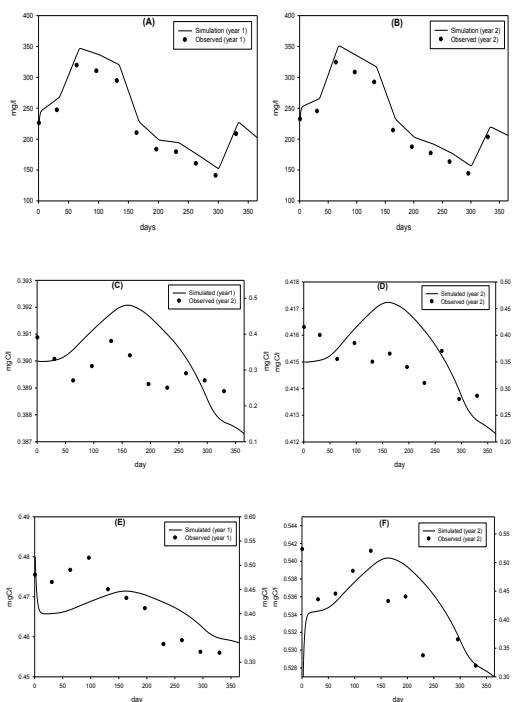 (A)
Simulation (year 1)
Observed (year 1)
400
350
300
250
200
150
100
mg/l
0 50 100 150 200 250 300 350
days
(B)
Simulation (year 2)
Observed (year 2)
400
350
300
250
200
150
100
mg/l
0 50 100 150 200 250 300 350
days
(C)
Simulated (year1)
Observed (year 2)
0.393
0.392
0.391
0.390
0.389
0.388
0.387
mgC/l
0.5
0.4
0.3
0.2
0.1
0 50 100 150 200 250 300 350
day
(D)
Simulated (year 2)
Observed (year 2)
0.418
0.417
0.416
0.415
0.414
0.413
0.412
mgC/l
mgC/l
0.50
0.45
0.40
0.35
0.30
0.25
0.20
0 50 100 150 200 250 300 350
day
(E)
Simulated (year 1)
Observed (year 1)
0.49
0.48
0.47
0.46
0.45
mgC/l
0.60
0.55
0.50
0.45
0.40
0.35
0.30
0 50 100 150 200 250 300 350
day
(F)
Simulated (year 2)
Observed (year 2)
0.544
0.542
0.540
0.538
0.536
0.534
0.532
0.530
0.528
mgC/l
mgC/l
0.55
0.50
0.45
0.40
0.35
0.30
0 50 100 150 200 250 300 350
day